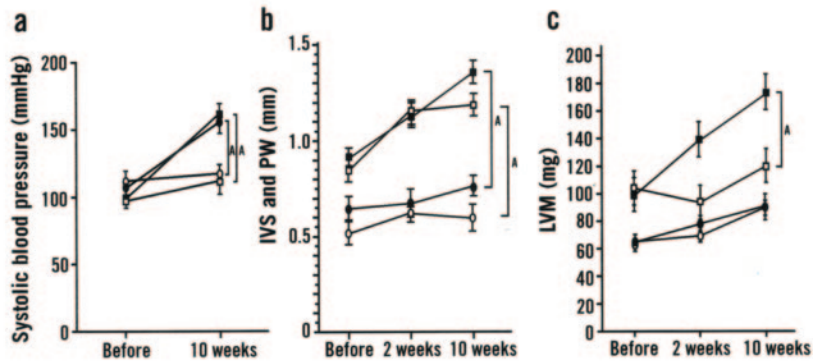 a
Systolic blood pressure (mmHg)
200
150
100
50
0
A
A
Before
10 weeks
b
IVS and PW (mm)
1.5
1.0
0.5
0
A
A
Before
2 weeks
10 weeks
c
LVM (mg)
200
180
160
140
120
100
80
60
40
20
0
A
Before
2 weeks
10 weeks